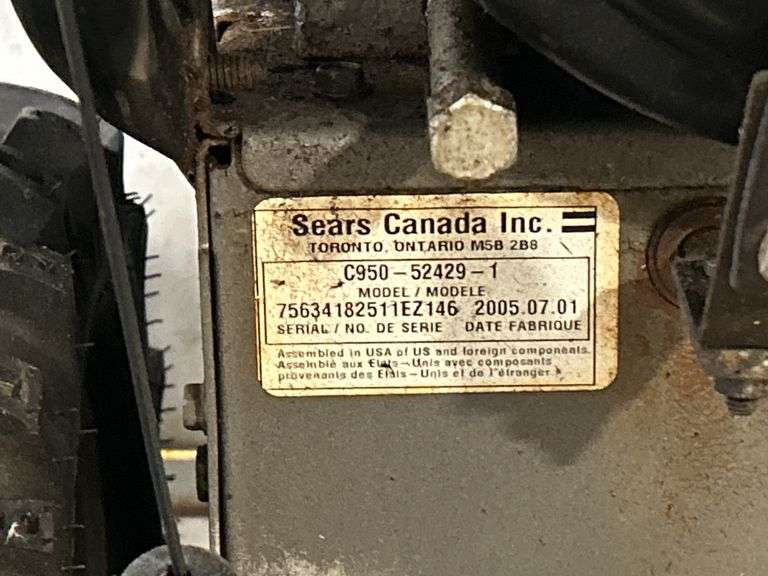 Sears Canada Inc.
TORONTO, ONTARIO M5B 2B8
C950-52429-1
MODEL / MODELE
75634182511EZ146 2005.07.01
SERIAL / NO. DE SERIE DATE FABRIQUE
Assembled in USA of US and foreign components.
Assemblé aux Etats-Unis avec composants
provenants des Etats-Unis et de l'étranger.